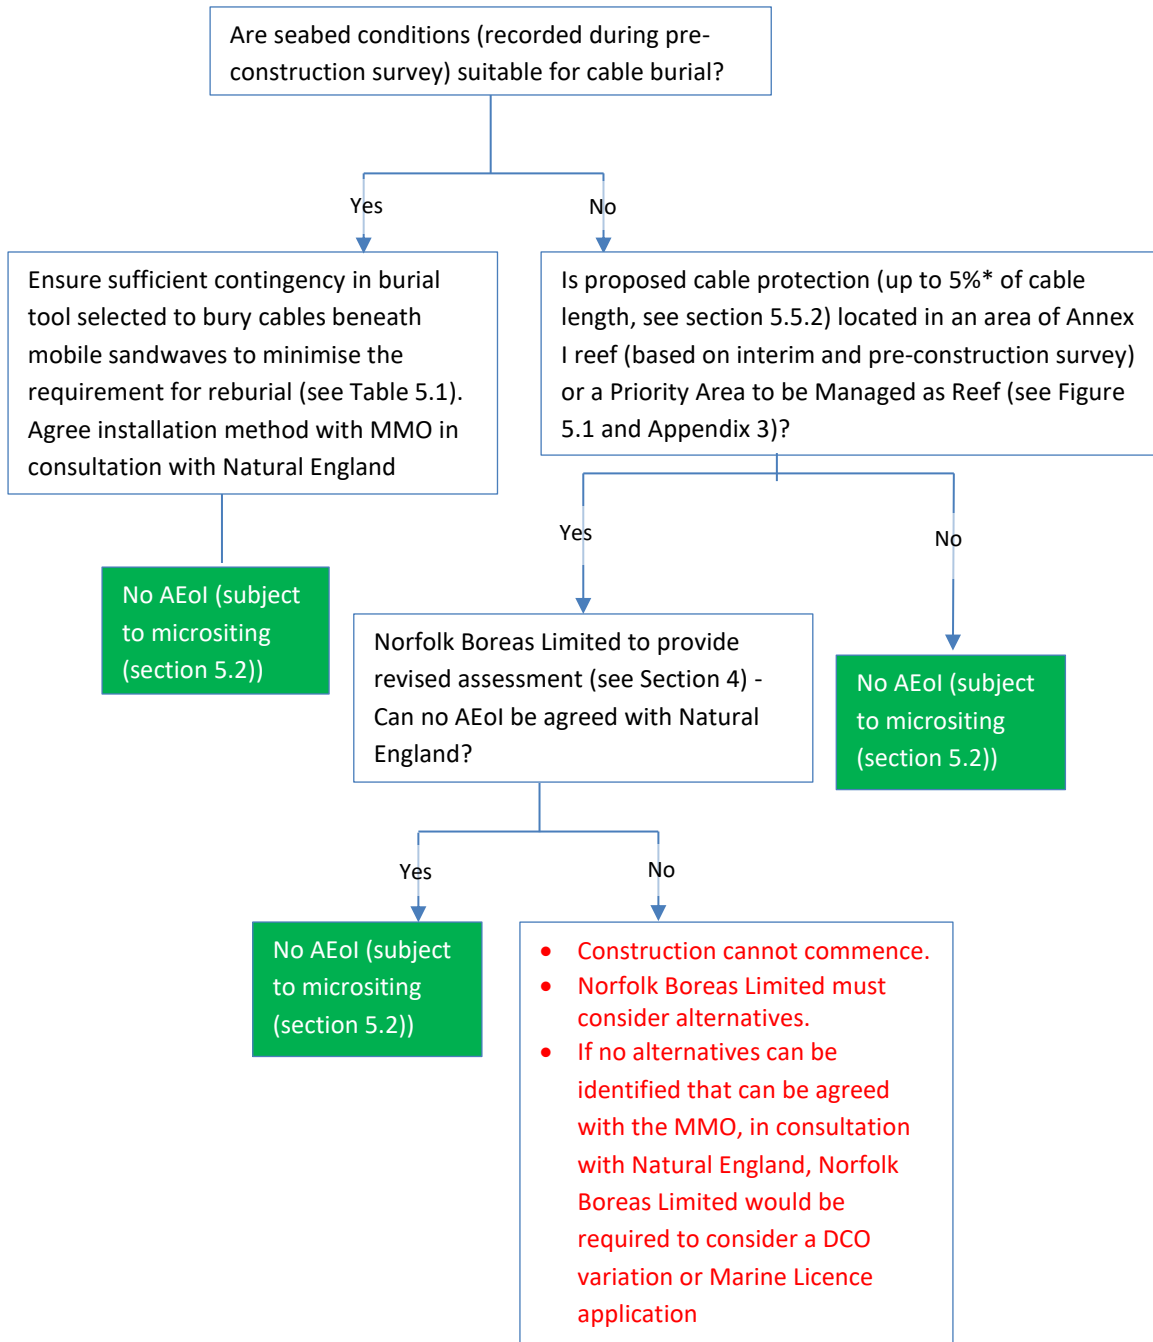 Are seabed conditions (recorded during pre-
construction survey) suitable for cable burial?
Yes
No
Ensure sufficient contingency in burial
tool selected to bury cables beneath
mobile sandwaves to minimise the
requirement for reburial (see Table 5.1).
Agree installation method with MMO in
consultation with Natural England
Is proposed cable protection (up to 5%* of cable
length, see section 5.5.2) located in an area of Annex
I reef (based on interim and pre-construction survey)
or a Priority Area to be Managed as Reef (see Figure
5.1 and Appendix 3)?
Yes
No
No AEoI (subject
to micrositing
(section 5.2))
Norfolk Boreas Limited to provide
revised assessment (see Section 4) -
Can no AEoI be agreed with Natural
England?
No AEoI (subject
to micrositing
(section 5.2))
Yes
No
No AEoI (subject
to micrositing
(section 5.2))
• Construction cannot commence.
• Norfolk Boreas Limited must
consider alternatives.
• If no alternatives can be
identified that can be agreed
with the MMO, in consultation
with Natural England, Norfolk
Boreas Limited would be
required to consider a DCO
variation or Marine Licence
application